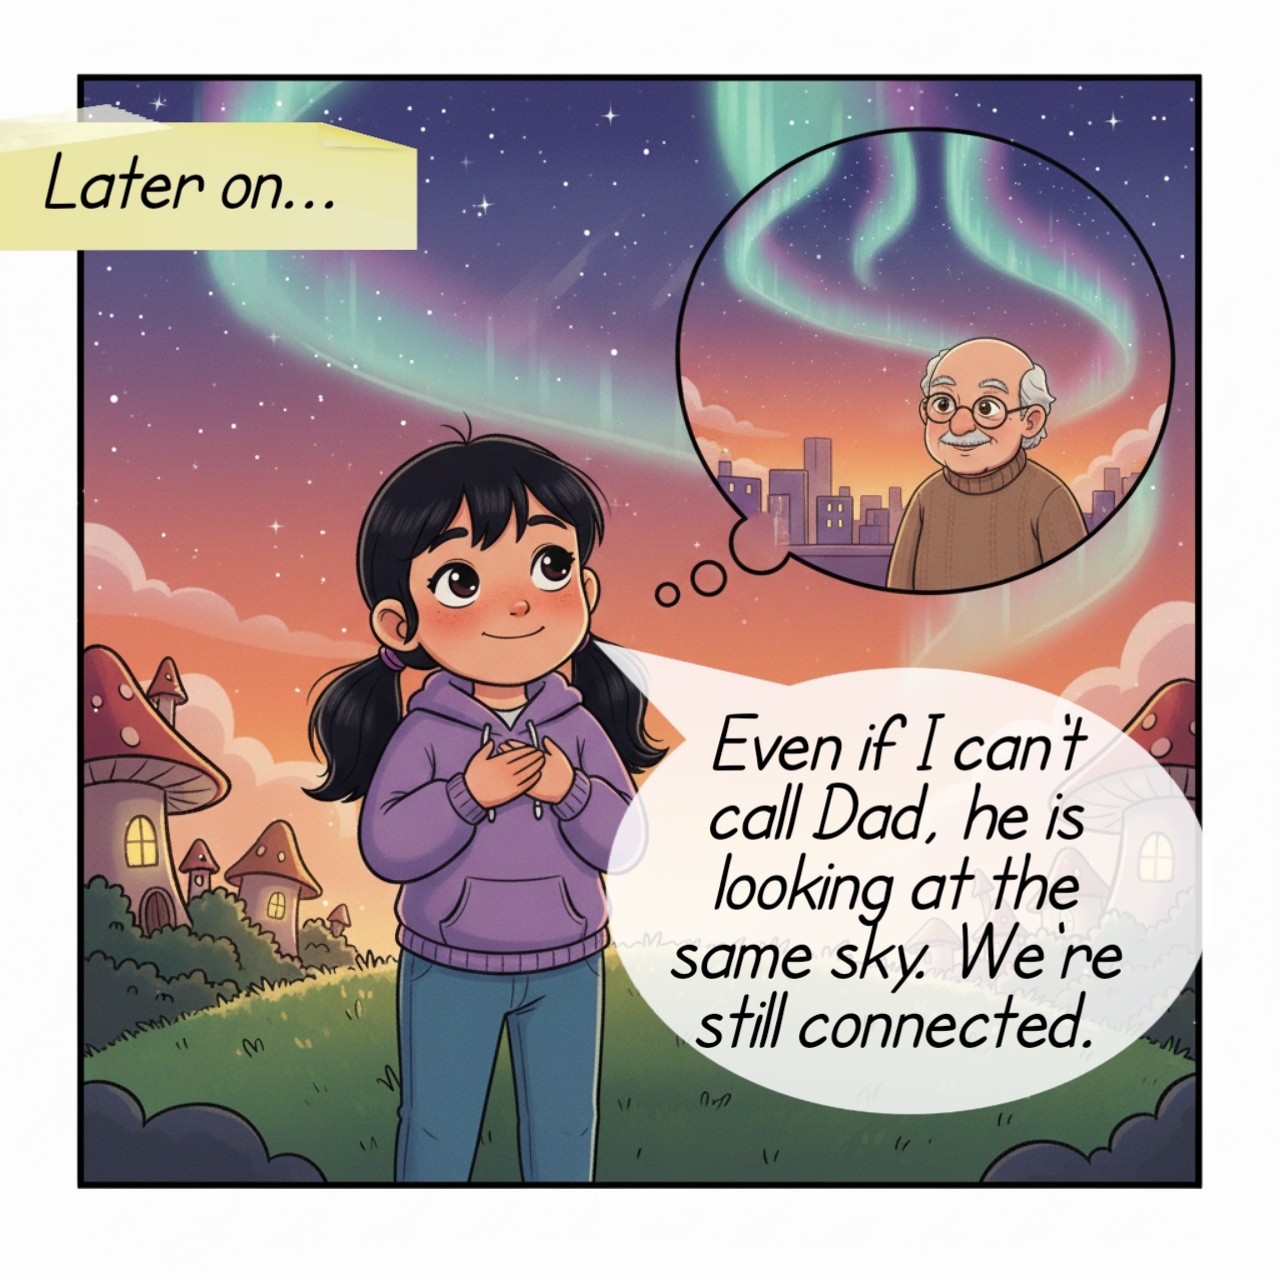 Later on...
Even if I can't
call Dad, he is
looking at the
same sky. We're
still connected.